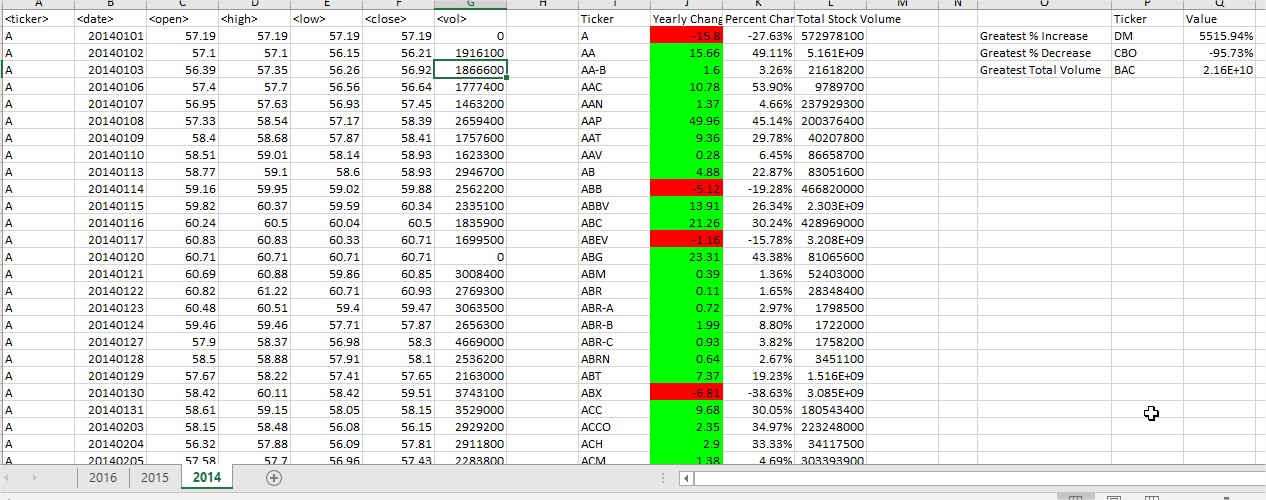 A B C D E F G H I J K L M N O P Q
<ticker> <date> <open> <high> <low> <close> <vol> Ticker Yearly Chang Percent Char Total Stock Volume Ticker Value
A 20140101 57.19 57.19 57.19 57.19 0 A -15.8 -27.63% 572978100 Greatest % Increase DM 5515.94%
A 20140102 57.1 57.1 56.15 56.21 1916100 AA 15.66 49.11% 5.161E+09 Greatest % Decrease CBO -95.73%
A 20140103 56.39 57.35 56.26 56.92 1866600 AA-B 1.6 3.26% 21618200 Greatest Total Volume BAC 2.16E+10
A 20140106 57.4 57.7 56.56 56.64 1777400 AAC 10.78 53.90% 9789700
A 20140107 56.95 57.63 56.93 57.45 1463200 AAN 1.37 4.66% 237929300
A 20140108 57.33 58.54 57.17 58.39 2659400 AAP 49.96 45.14% 200376400
A 20140109 58.4 58.68 57.87 58.41 1757600 AAT 9.36 29.78% 40207800
A 20140110 58.51 59.01 58.14 58.93 1623300 AAV 0.28 6.45% 86658700
A 20140113 58.77 59.1 58.6 58.93 2946700 AB 4.88 22.87% 83051600
A 20140114 59.16 59.95 59.02 59.88 2562200 ABB -5.12 -19.28% 466820000
A 20140115 59.82 60.37 59.59 60.34 2335100 ABBV 13.91 26.34% 2.303E+09
A 20140116 60.24 60.5 60.04 60.5 1835900 ABC 21.26 30.24% 428969000
A 20140117 60.83 60.83 60.33 60.71 1699500 ABEV -1.16 -15.78% 3.208E+09
A 20140120 60.71 60.71 60.71 60.71 0 ABG 23.31 43.38% 81065600
A 20140121 60.69 60.88 59.86 60.85 3008400 ABM 0.39 1.36% 52403000
A 20140122 60.82 61.22 60.71 60.93 2769300 ABR 0.11 1.65% 28348400
A 20140123 60.48 60.51 59.4 59.47 3063500 ABR-A 0.72 2.97% 1798500
A 20140124 59.46 59.46 57.71 57.87 2656300 ABR-B 1.99 8.80% 1722000
A 20140127 57.9 58.37 56.98 58.3 4669000 ABR-C 0.93 3.82% 1758200
A 20140128 58.5 58.88 57.91 58.1 2536200 ABRN 0.64 2.67% 3451100
A 20140129 57.67 58.22 57.41 57.65 2163000 ABT 7.37 19.23% 1.516E+09
A 20140130 58.42 60.11 58.42 59.51 3743100 ABX -6.81 -38.63% 3.085E+09
A 20140131 58.61 59.15 58.05 58.15 3529000 ACC 9.68 30.05% 180543400
A 20140203 58.15 58.48 56.08 56.15 2929200 ACCO 2.35 34.97% 223248000
A 20140204 56.32 57.88 56.31 57.81 2911800 ACH 2.9 33.33% 34117500
A 20140205 57.58 57.7 56.96 57.43 2283800 ACM 1.38 4.69% 303393900
2016 2015 2014